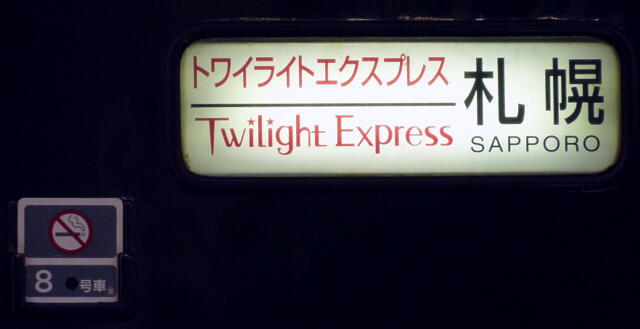 トワイライトエクスプレス
Twilight Express
札幌
SAPPORO
8号車